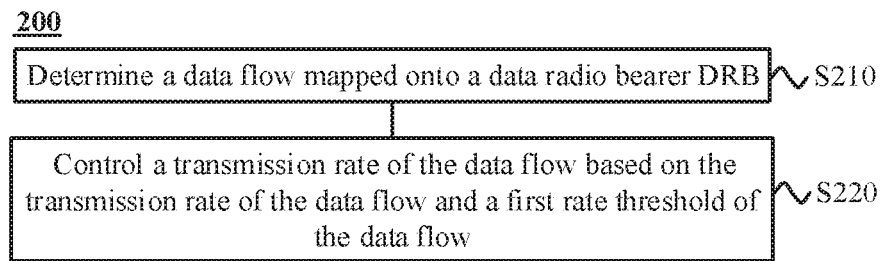 200
Determine a data flow mapped onto a data radio bearer DRB
S210
Control a transmission rate of the data flow based on the
transmission rate of the data flow and a first rate threshold of
the data flow
S220